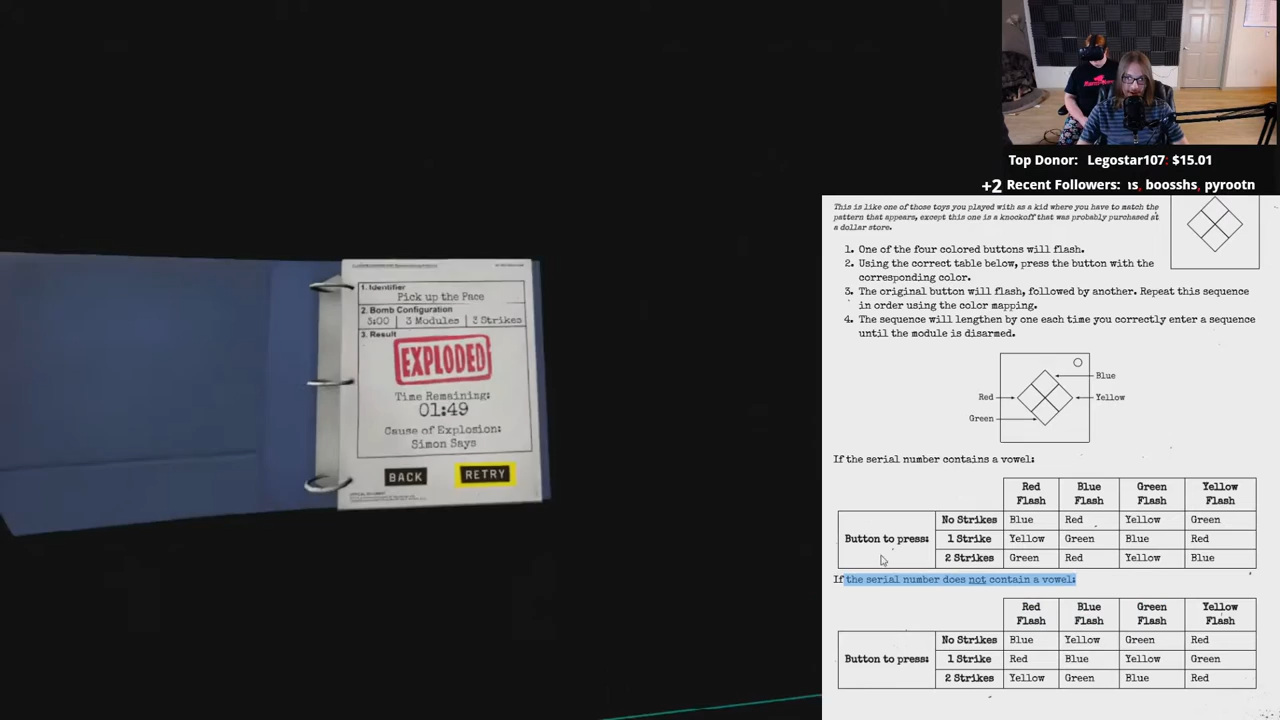 Top Donor: Legostar107: $15.01
+2 Recent Followers: ns, boosshs, pyrootn
1. Identifier
Pick up the Pace
2. Bomb Configuration
3:00 | 3 Modules | 3 Strikes
3. Result
EXPLODED
Time Remaining:
01:49
Cause of Explosion:
Simon Says
BACK
RETRY
This is like one of those toys you played with as a kid where you have to match the
pattern that appears, except this one is a knockoff that was probably purchased at
a dollar store.
1. One of the four colored buttons will flash.
2. Using the correct table below, press the button with the
corresponding color.
3. The original button will flash, followed by another. Repeat this sequence
in order using the color mapping.
4. The sequence will lengthen by one each time you correctly enter a sequence
until the module is disarmed.
Blue
Red
Yellow
Green
If the serial number contains a vowel:
Red Flash Blue Flash Green Flash Yellow Flash
Button to press:
No Strikes Blue Red Yellow Green
1 Strike Yellow Green Blue Red
2 Strikes Green Red Yellow Blue
If the serial number does not contain a vowel:
Red Flash Blue Flash Green Flash Yellow Flash
Button to press:
No Strikes Blue Yellow Green Red
1 Strike Red Blue Yellow Green
2 Strikes Yellow Green Blue Red